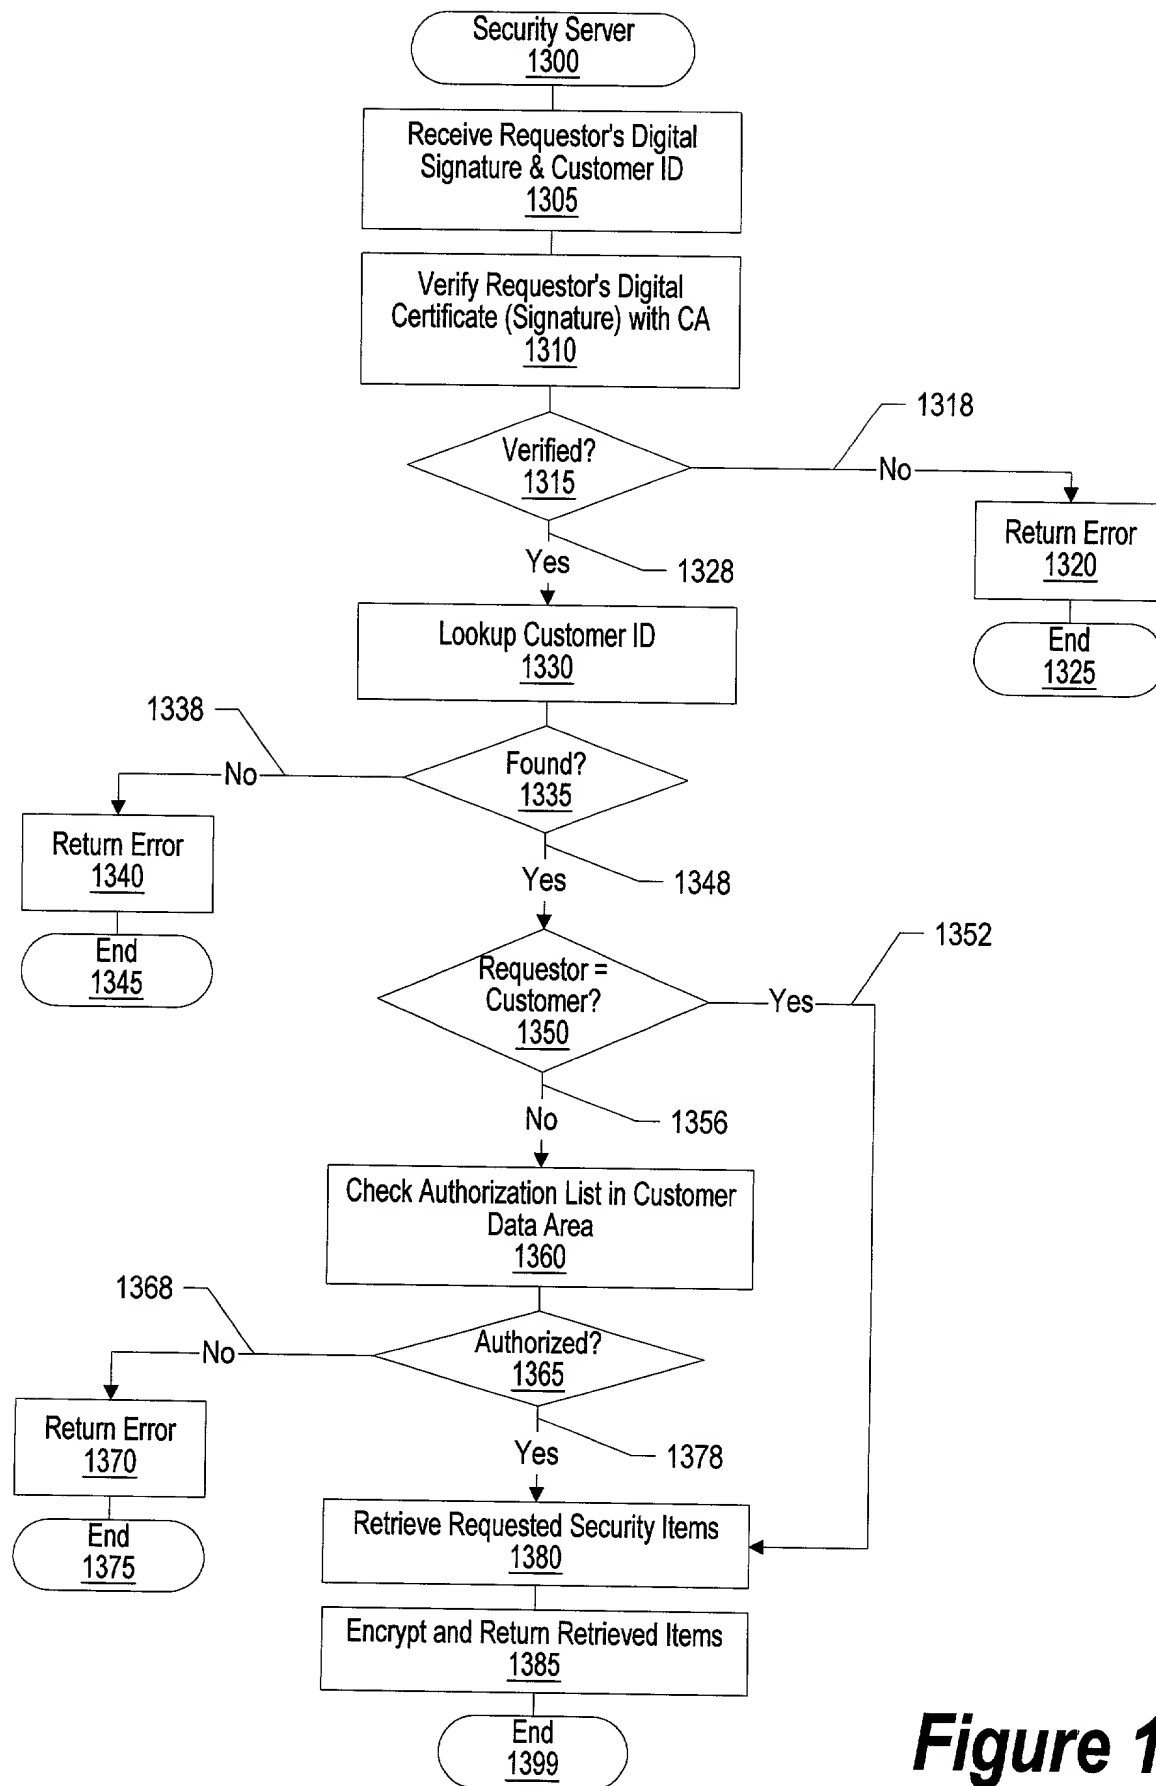 Security Server
1300
Receive Requestor's Digital
Signature & Customer ID
1305
Verify Requestor's Digital
Certificate (Signature) with CA
1310
1318
Verified?
1315
No
Return Error
1320
Yes
1328
End
1325
Lookup Customer ID
1330
1338
No
Found?
1335
Return Error
1340
Yes
1348
End
1345
1352
Requestor =
Customer?
1350
Yes
No
1356
Check Authorization List in Customer
Data Area
1360
1368
No
Authorized?
1365
Return Error
1370
Yes
1378
End
1375
Retrieve Requested Security Items
1380
Encrypt and Return Retrieved Items
1385
End
1399
Figure 1